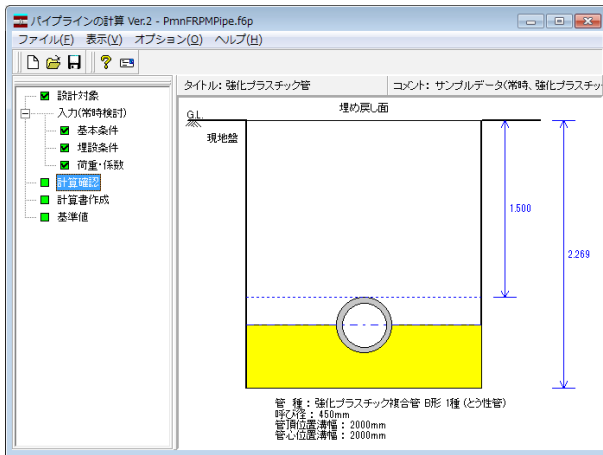 パイプラインの計算 Ver.2 - PmnFRPMPipe.f6p
ファイル(F) 表示(V) オプション(O) ヘルプ(H)
タイトル: 強化プラスチック管
コメント: サンプルデータ(常時、強化プラスチッ
設計対象
入力(常時検討)
基本条件
埋設条件
荷重・係数
計算確認
計算書作成
基準値
埋め戻し面
G.L.
現地盤
1.500
2.269
管 種 : 強化プラスチック複合管 B形 1種 (とう性管)
呼び径 : 450mm
管頂位置溝幅 : 2000mm
管心位置溝幅 : 2000mm